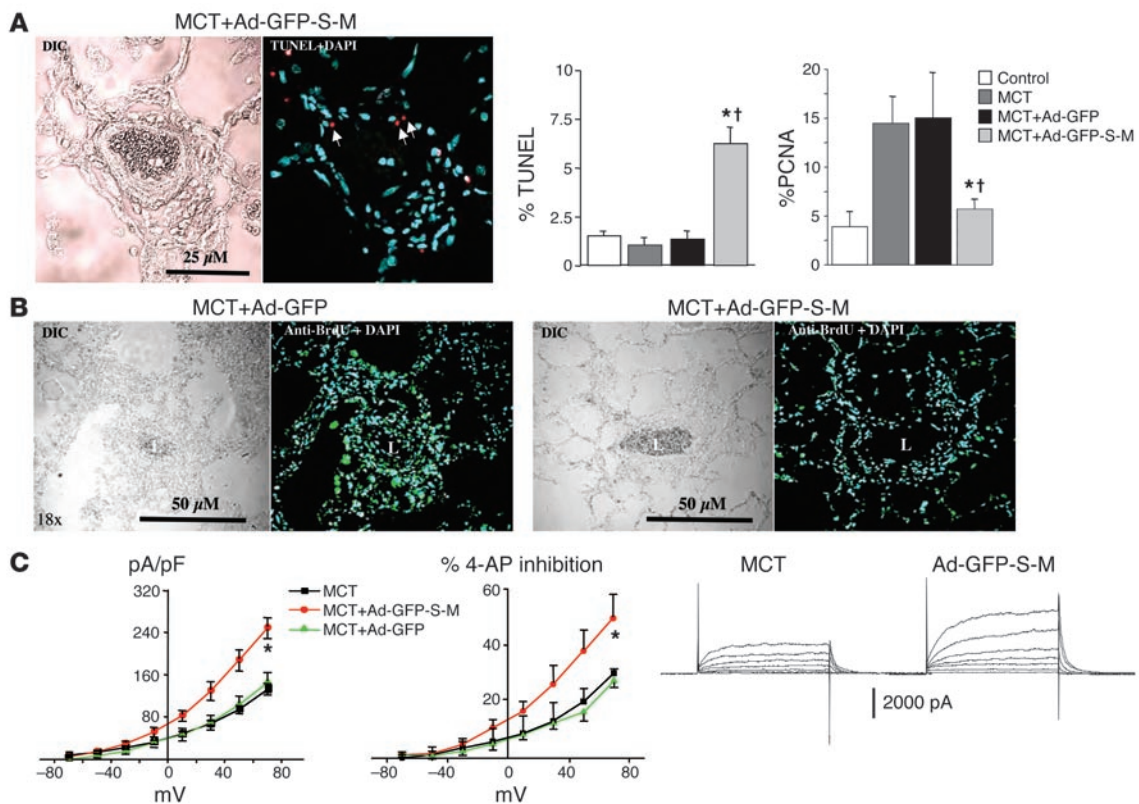 A
MCT+Ad-GFP-S-M
DIC
TUNEL+DAPI
25 µM
% TUNEL
10
7.5
5
2.5
0
*†
%PCNA
20
15
10
5
0
*†
Control
MCT
MCT+Ad-GFP
MCT+Ad-GFP-S-M
B
MCT+Ad-GFP
DIC
L
18x
50 µM
Anti-BrdU + DAPI
L
MCT+Ad-GFP-S-M
DIC
L
50 µM
Anti-BrdU + DAPI
L
C
pA/pF
320
240
160
80
−80
−40
0
40
80
mV
*
MCT
MCT+Ad-GFP-S-M
MCT+Ad-GFP
% 4-AP inhibition
60
40
20
−80
−40
0
40
80
mV
*
MCT
Ad-GFP-S-M
2000 pA